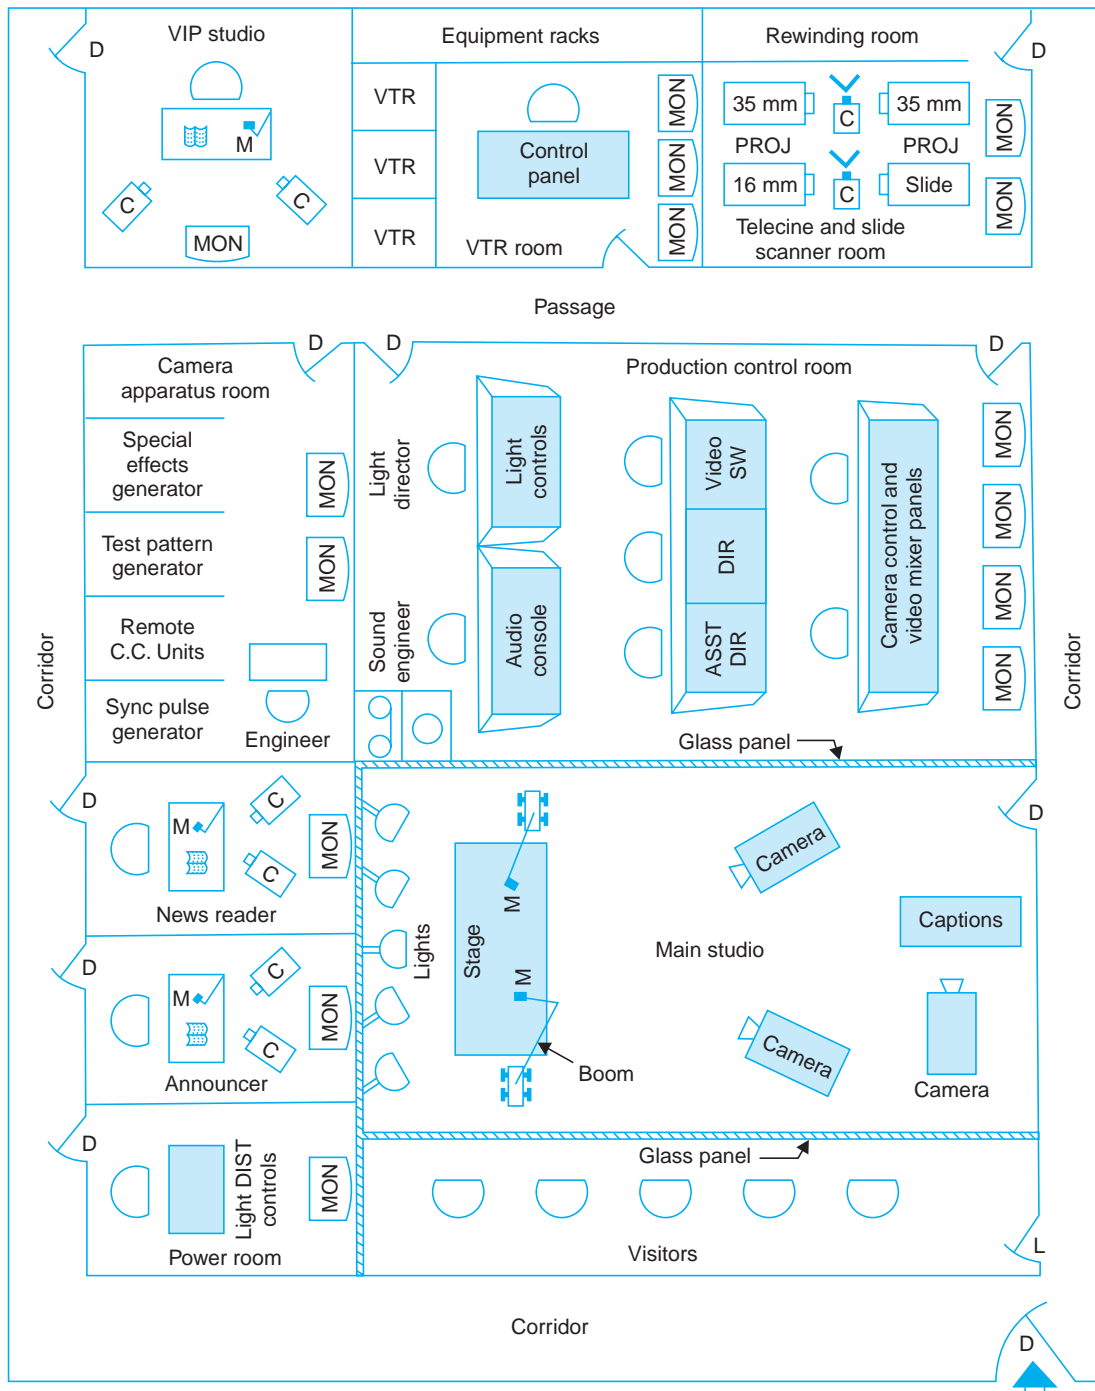 VIP studio
D
M
C
C
MON
Equipment racks
VTR
VTR
VTR
Control
panel
VTR room
MON
MON
MON
Rewinding room
D
35 mm
C
35 mm
PROJ
PROJ
16 mm
C
Slide
Telecine and slide
scanner room
MON
MON
Passage
Corridor
Camera
apparatus room
D
Special
effects
generator
Test pattern
generator
Remote
C.C. Units
Sync pulse
generator
MON
MON
Engineer
D
Production control room
D
Light
director
Light
controls
Sound
engineer
Audio
console
Video
SW
DIR
ASST
DIR
Camera control and
video mixer panels
MON
MON
MON
MON
Glass panel
Corridor
D
M
C
C
MON
News reader
D
M
C
C
MON
Announcer
D
Light DIST
controls
MON
Power room
Lights
Stage
M
M
Boom
Main studio
Camera
Camera
Captions
Camera
D
Glass panel
Visitors
L
Corridor
D